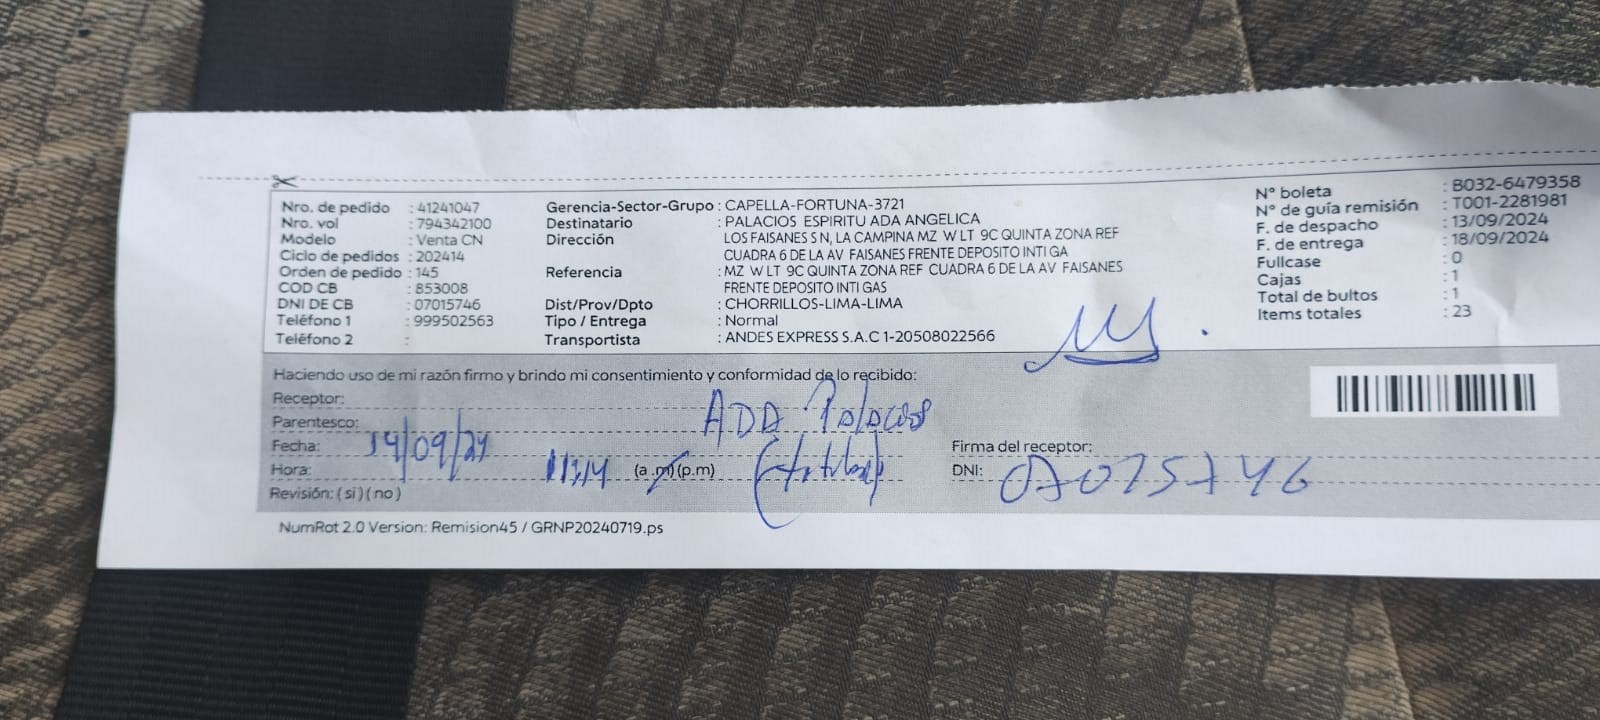 Nro. de pedido : 41241047
Nro. vol : 794342100
Modelo : Venta CN
Ciclo de pedidos : 202414
Orden de pedido : 145
COD CB : 853008
DNI DE CB : 07015746
Teléfono 1 : 999502563
Teléfono 2 :
Gerencia-Sector-Grupo : CAPELLA-FORTUNA-3721
Destinatario : PALACIOS ESPIRITU ADA ANGELICA
Dirección LOS FAISANES S N, LA CAMPINA MZ W LT 9C QUINTA ZONA REF
CUADRA 6 DE LA AV FAISANES FRENTE DEPOSITO INTI GA
Referencia : MZ W LT 9C QUINTA ZONA REF CUADRA 6 DE LA AV FAISANES
FRENTE DEPOSITO INTI GAS
Dist/Prov/Dpto : CHORRILLOS-LIMA-LIMA
Tipo / Entrega : Normal
Transportista : ANDES EXPRESS S.A.C 1-20508022566
N° boleta : B032-6479358
N° de guía remisión : T001-2281981
F. de despacho : 13/09/2024
F. de entrega : 18/09/2024
Fullcase : 0
Cajas : 1
Total de bultos : 1
Items totales : 23
Haciendo uso de mi razón firmo y brindo mi consentimiento y conformidad de lo recibido:
Receptor:
Parentesco: ADA Palacios
Fecha: 14/09/24
Hora: (a .m)(p.m) (titular)
Revisión: ( si ) ( no )
Firma del receptor:
DNI: 07015746
NumRot 2.0 Version: Remision45 / GRNP20240719.ps